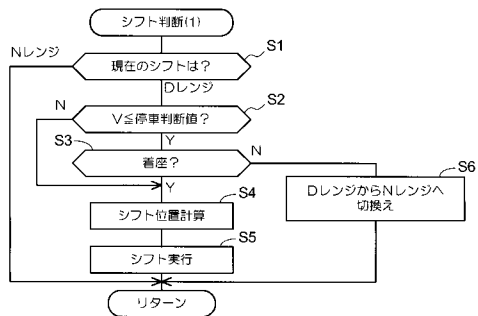 シフト判断(1)
Nレンジ
S1
現在のシフトは?
Dレンジ
N
S2
V≦停車判断値?
S3
Y
着座?
N
S6
Y
S4
DレンジからNレンジへ
切換え
シフト位置計算
S5
シフト実行
リターン